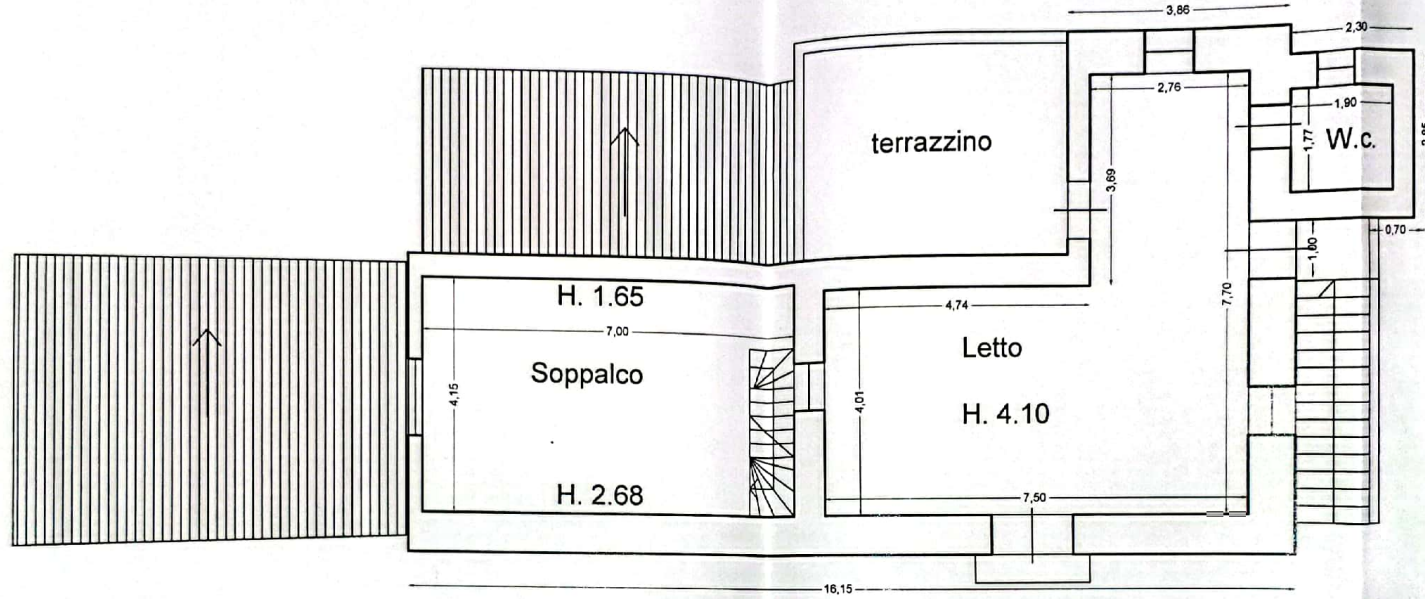 3,86
2,30
2,76
1,90
terrazzino
1,77
W.c.
3,69
0,70
1,00
H. 1.65
4,74
7,70
7,00
Letto
Soppalco
4,15
4,01
H. 4.10
H. 2.68
7,50
16,15